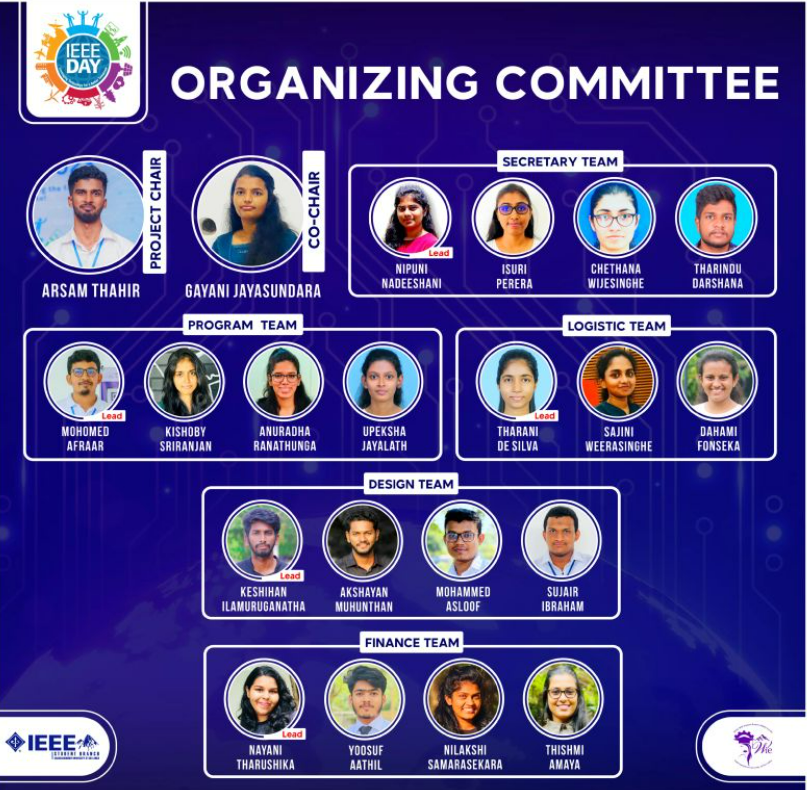 IEEE
DAY
ORGANIZING COMMITTEE
PROJECT CHAIR
ARSAM THAHIR
CO-CHAIR
GAYANI JAYASUNDARA
SECRETARY TEAM
Lead
NIPUNI
NADEESHANI
ISURI
PERERA
CHETHANA
WIJESINGHE
THARINDU
DARSHANA
PROGRAM TEAM
Lead
MOHOMED
AFRAAR
KISHOBY
SRIRANJAN
ANURADHA
RANATHUNGA
UPEKSHA
JAYALATH
LOGISTIC TEAM
Lead
THARANI
DE SILVA
SAJINI
WEERASINGHE
DAHAMI
FONSEKA
DESIGN TEAM
Lead
KESHIHAN
ILAMURUGANATHA
AKSHAYAN
MUHUNTHAN
MOHAMMED
ASLOOF
SUJAIR
IBRAHAM
FINANCE TEAM
Lead
NAYANI
THARUSHIKA
YOOSUF
AATHIL
NILAKSHI
SAMARASEKARA
THISHMI
AMAYA
IEEE
STUDENT BRANCH